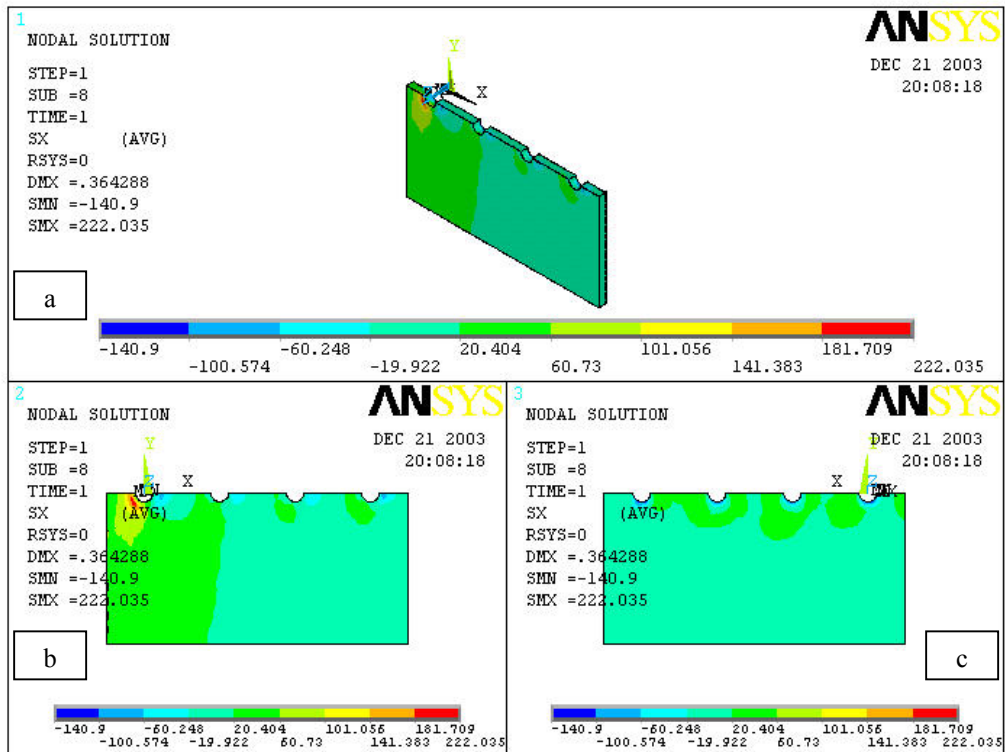 1
NODAL SOLUTION
STEP=1
SUB =8
TIME=1
SX (AVG)
RSYS=0
DMX =.364288
SMN =-140.9
SMX =222.035
ANSYS
DEC 21 2003
20:08:18
Y
X
a
-140.9 -60.248 20.404 101.056 181.709
-100.574 -19.922 60.73 141.383 222.035
2
NODAL SOLUTION
STEP=1
SUB =8
TIME=1
SX (AVG)
RSYS=0
DMX =.364288
SMN =-140.9
SMX =222.035
ANSYS
DEC 21 2003
20:08:18
Y
Z
X
b
-140.9 -60.248 20.404 101.056 181.709
-100.574 -19.922 60.73 141.383 222.035
3
NODAL SOLUTION
STEP=1
SUB =8
TIME=1
SX (AVG)
RSYS=0
DMX =.364288
SMN =-140.9
SMX =222.035
ANSYS
DEC 21 2003
20:08:18
X
Z
c
-140.9 -60.248 20.404 101.056 181.709
-100.574 -19.922 60.73 141.383 222.035